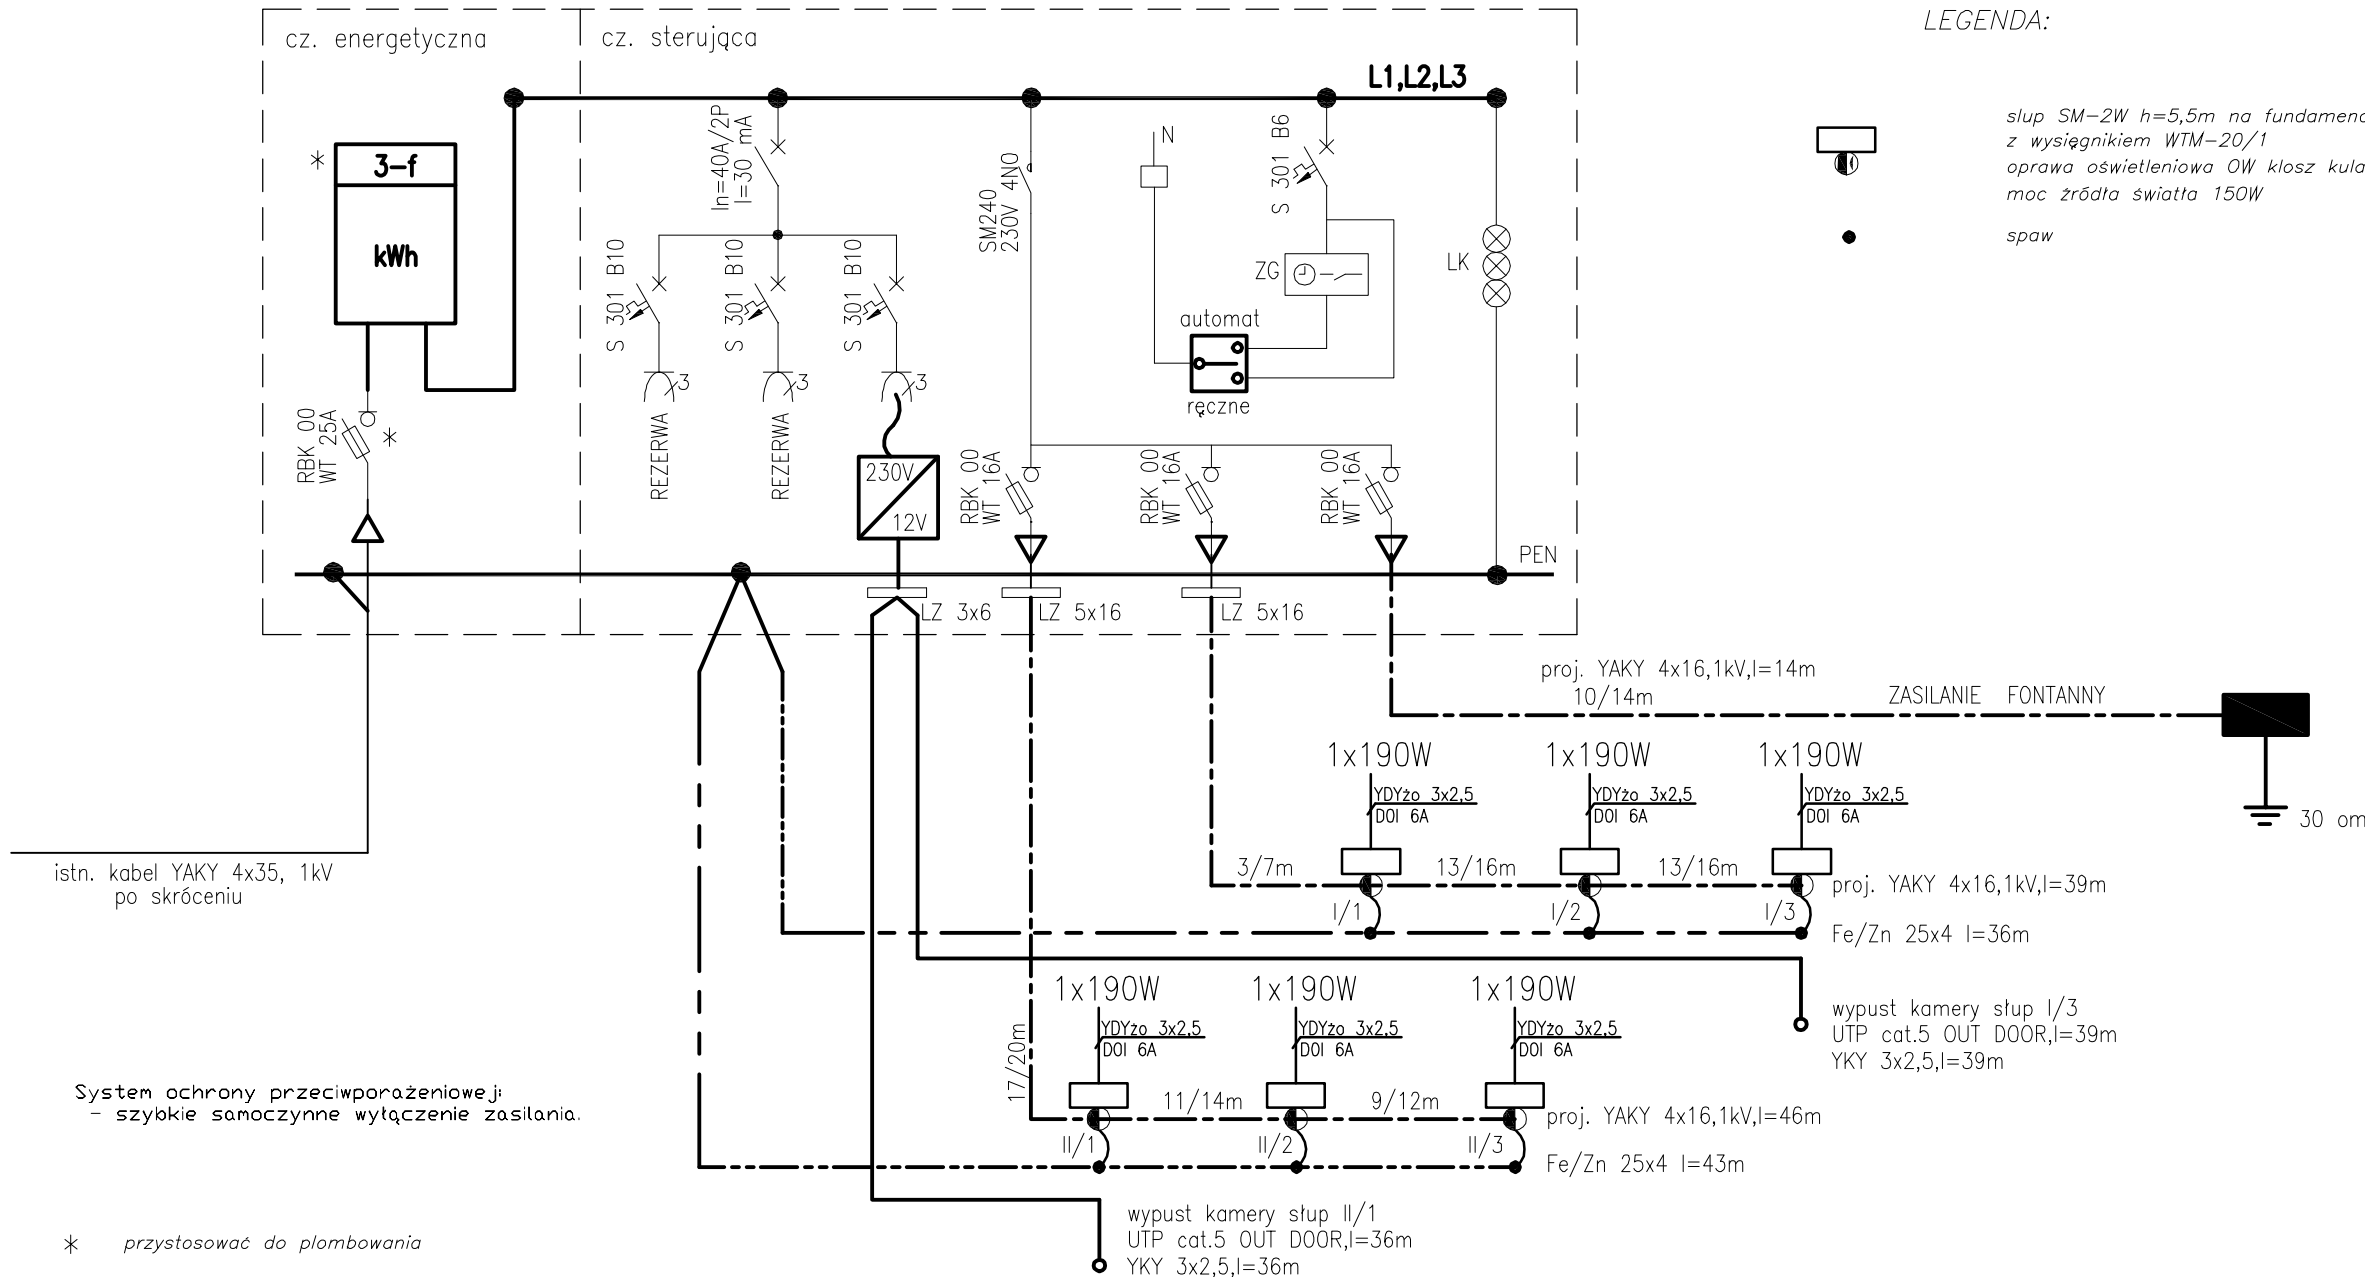 cz. energetyczna
cz. sterująca
LEGENDA:
L1,L2,L3
3-f
kWh
*
RBK 00
WT 25A
*
In=40A/2P
I=30 mA
S 301 B10
S 301 B10
S 301 B10
3
3
3
REZERWA
REZERWA
230V
12V
SM240
230V 4NO
N
S 301 B6
ZG
automat
ręczne
LK
RBK 00
WT 16A
RBK 00
WT 16A
RBK 00
WT 16A
PEN
LZ 3x6
LZ 5x16
LZ 5x16
slup SM-2W h=5,5m na fundamenc
z wysięgnikiem WTM-20/1
oprawa oświetleniowa OW klosz kula
moc źródła światła 150W
spaw
proj. YAKY 4x16,1kV,l=14m
10/14m
ZASILANIE FONTANNY
30 om
1x190W
1x190W
1x190W
YDYżo 3x2,5
DOI 6A
YDYżo 3x2,5
DOI 6A
YDYżo 3x2,5
DOI 6A
3/7m
13/16m
13/16m
proj. YAKY 4x16,1kV,l=39m
I/1
I/2
I/3
Fe/Zn 25x4 l=36m
istn. kabel YAKY 4x35, 1kV
po skróceniu
1x190W
1x190W
1x190W
YDYżo 3x2,5
DOI 6A
YDYżo 3x2,5
DOI 6A
YDYżo 3x2,5
DOI 6A
wypust kamery słup I/3
UTP cat.5 OUT DOOR,l=39m
YKY 3x2,5,l=39m
17/20m
11/14m
9/12m
proj. YAKY 4x16,1kV,l=46m
II/1
II/2
II/3
Fe/Zn 25x4 l=43m
System ochrony przeciwporażeniowej:
- szybkie samoczynne wyłączenie zasilania.
wypust kamery słup II/1
UTP cat.5 OUT DOOR,l=36m
YKY 3x2,5,l=36m
* przystosować do plombowania